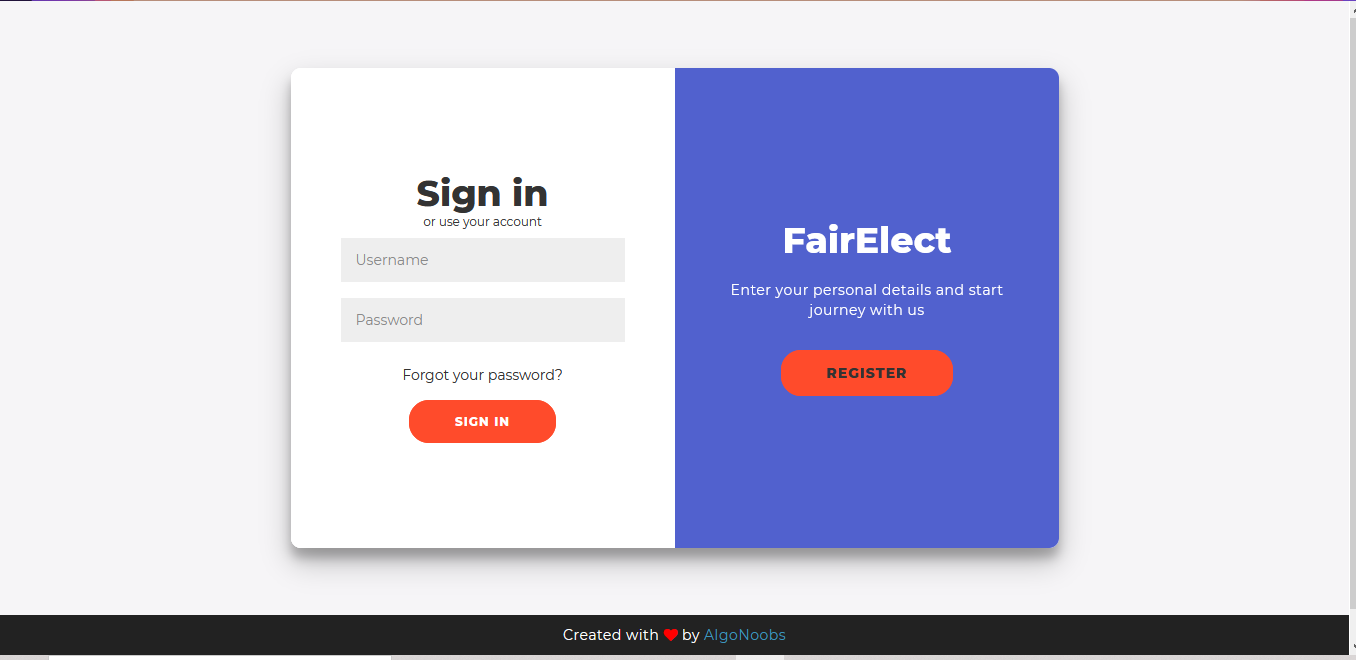 Sign in
or use your account
Username
Password
Forgot your password?
SIGN IN
FairElect
Enter your personal details and start
journey with us
REGISTER
Created with ❤ by AlgoNoobs